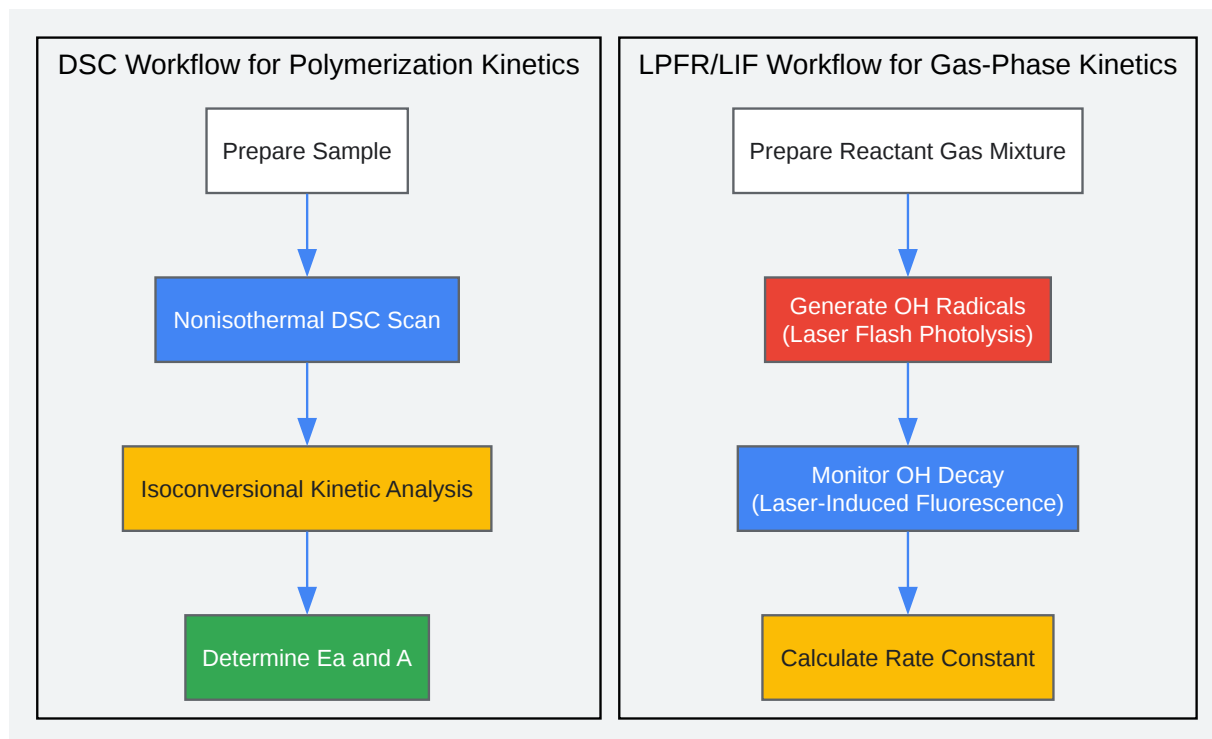 DSC Workflow for Polymerization Kinetics
Prepare Sample
Nonisothermal DSC Scan
Isoconversional Kinetic Analysis
Determine Ea and A
LPFR/LIF Workflow for Gas-Phase Kinetics
Prepare Reactant Gas Mixture
Generate OH Radicals
(Laser Flash Photolysis)
Monitor OH Decay
(Laser-Induced Fluorescence)
Calculate Rate Constant